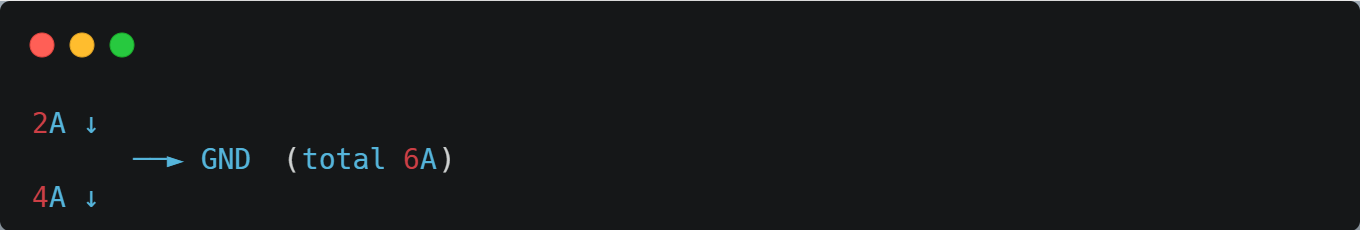 2A ↓
──► GND (total 6A)
4A ↓